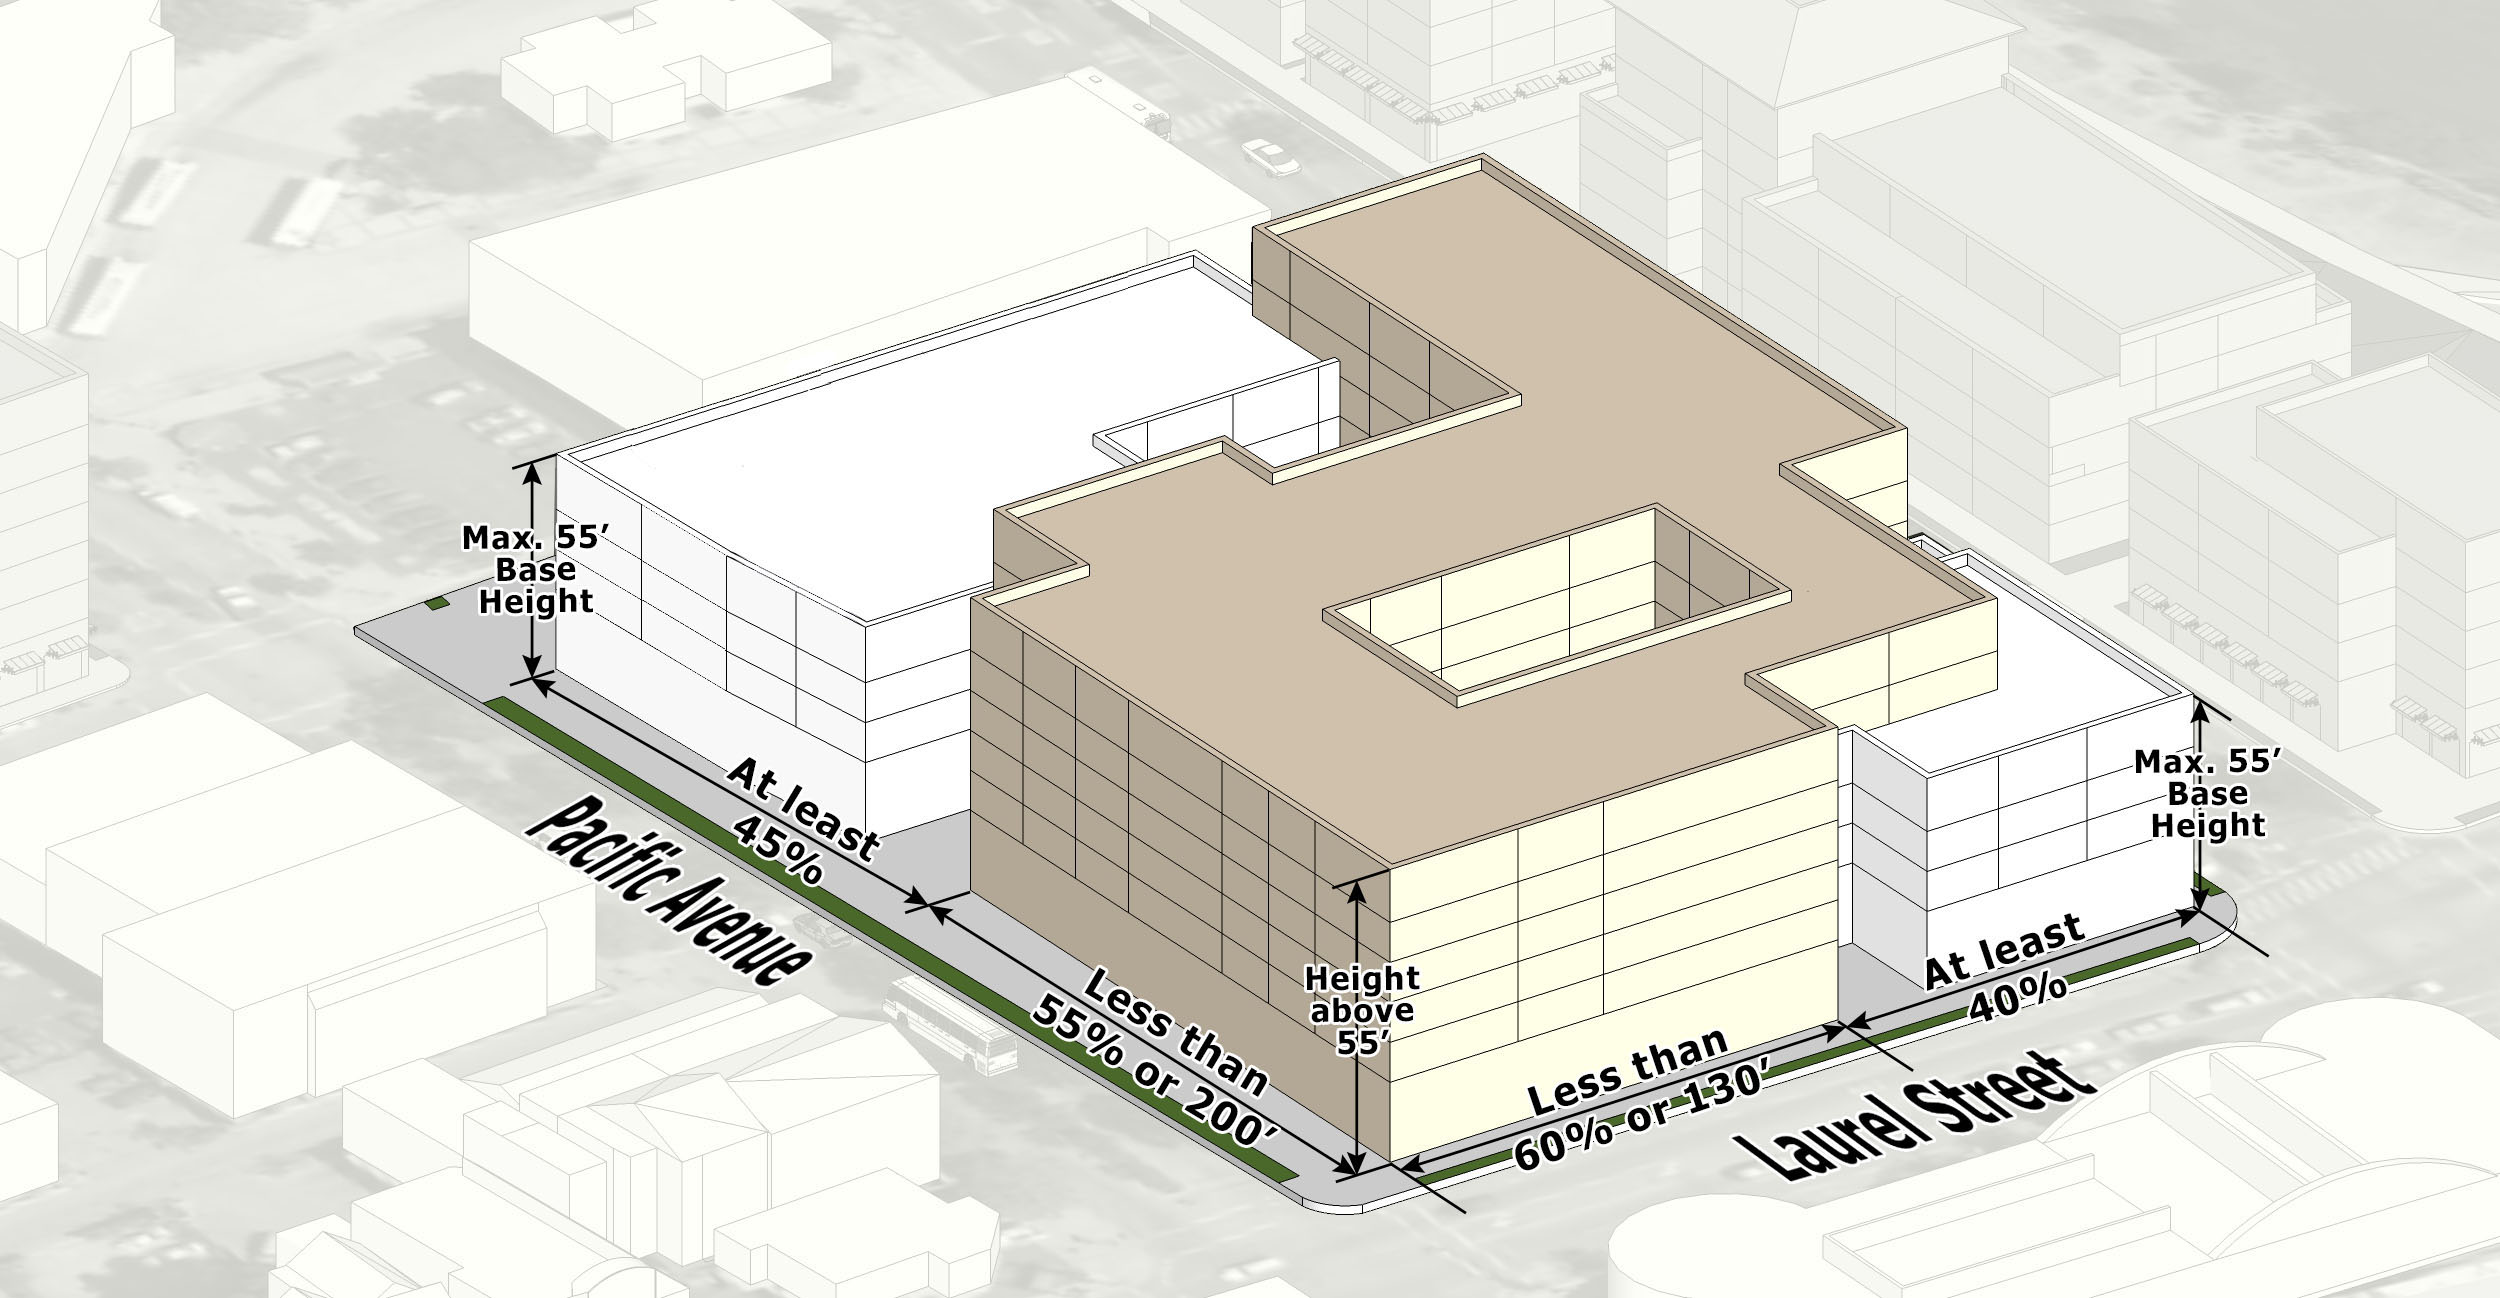 Max. 55’
Base
Height
At least
45%
Pacific Avenue
Less than
55% or 200’
Height
above
55’
Less than
60% or 130’
Laurel Street
At least
40%
Max. 55’
Base
Height